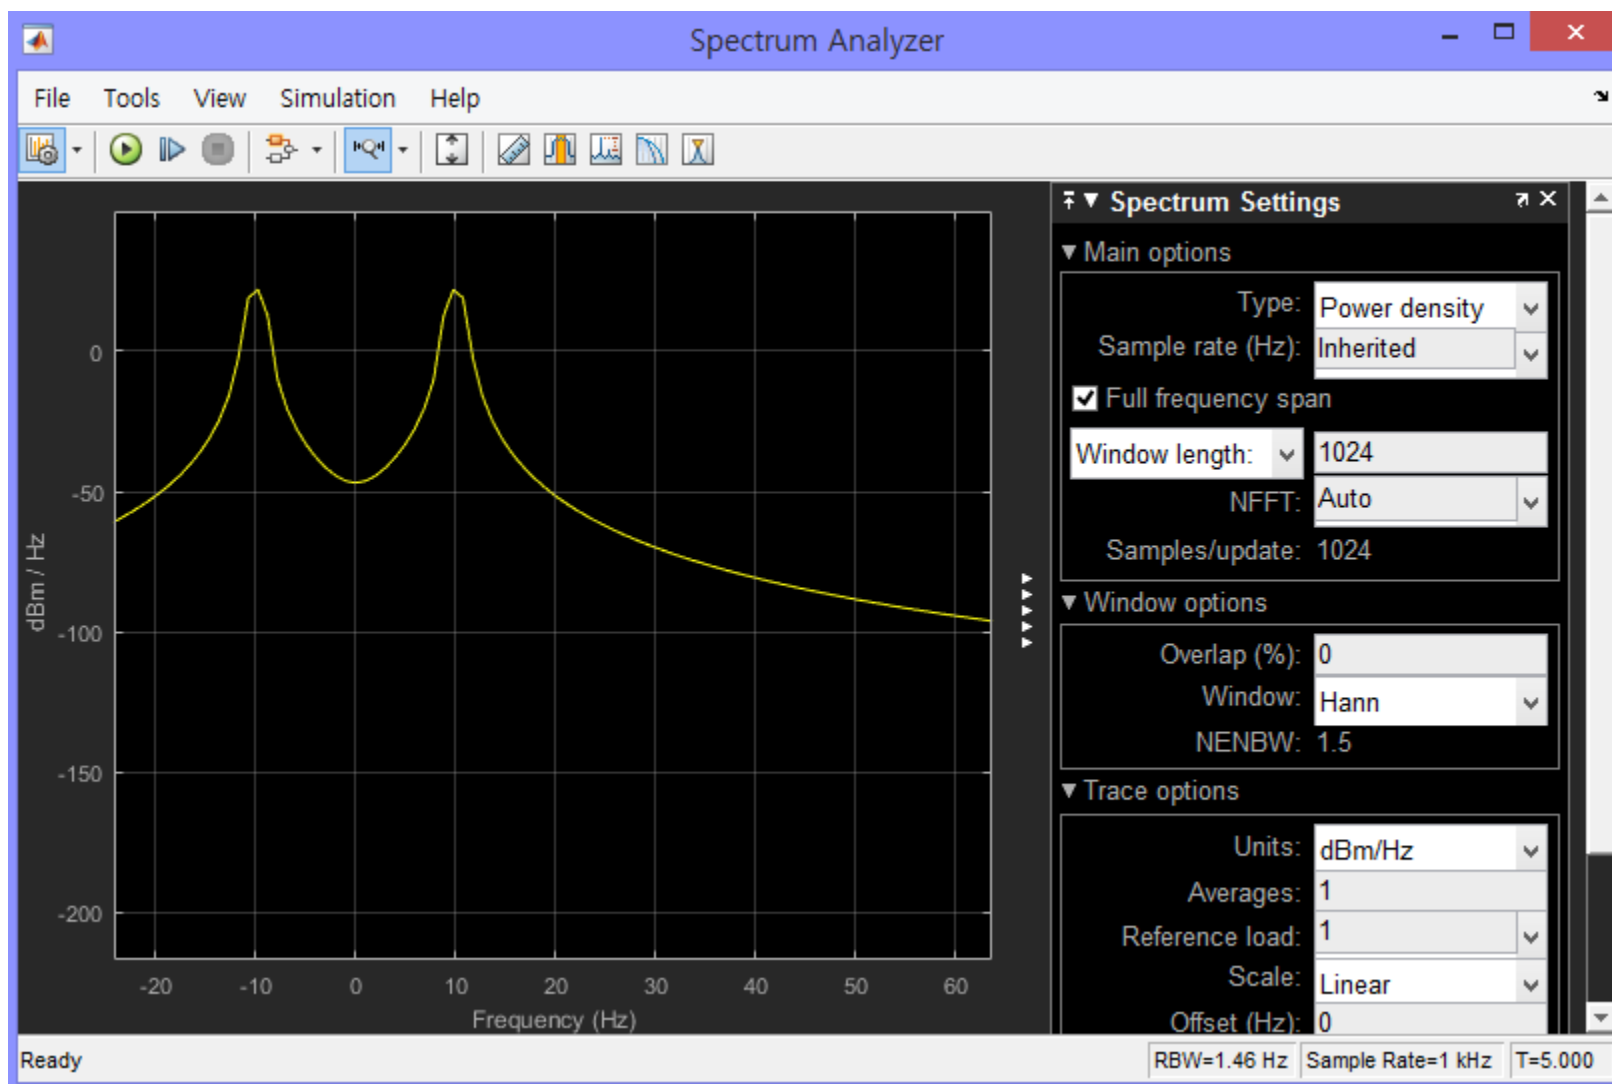 Spectrum Analyzer
File Tools View Simulation Help
Spectrum Settings
Main options
Type: Power density
Sample rate (Hz): Inherited
Full frequency span
Window length: 1024
NFFT: Auto
Samples/update: 1024
Window options
Overlap (%): 0
Window: Hann
NENBW: 1.5
Trace options
Units: dBm/Hz
Averages: 1
Reference load: 1
Scale: Linear
Offset (Hz): 0
dBm / Hz
0
-50
-100
-150
-200
-20 -10 0 10 20 30 40 50 60
Frequency (Hz)
Ready RBW=1.46 Hz Sample Rate=1 kHz T=5.000